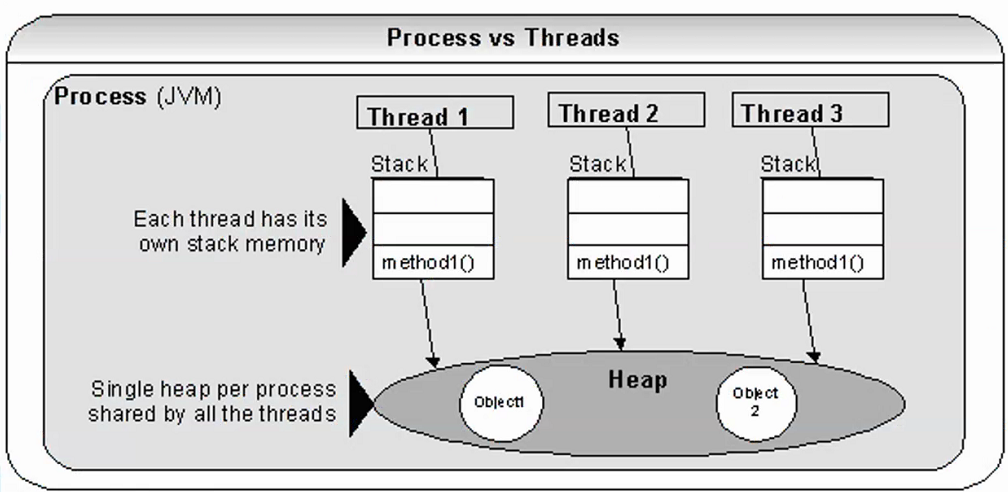 Process vs Threads
Process (JVM)
Thread 1
Thread 2
Thread 3
Stack
Stack
Stack
Each thread has its
own stack memory
method1()
method1()
method1()
Single heap per process
shared by all the threads
Heap
Object1
Object
2